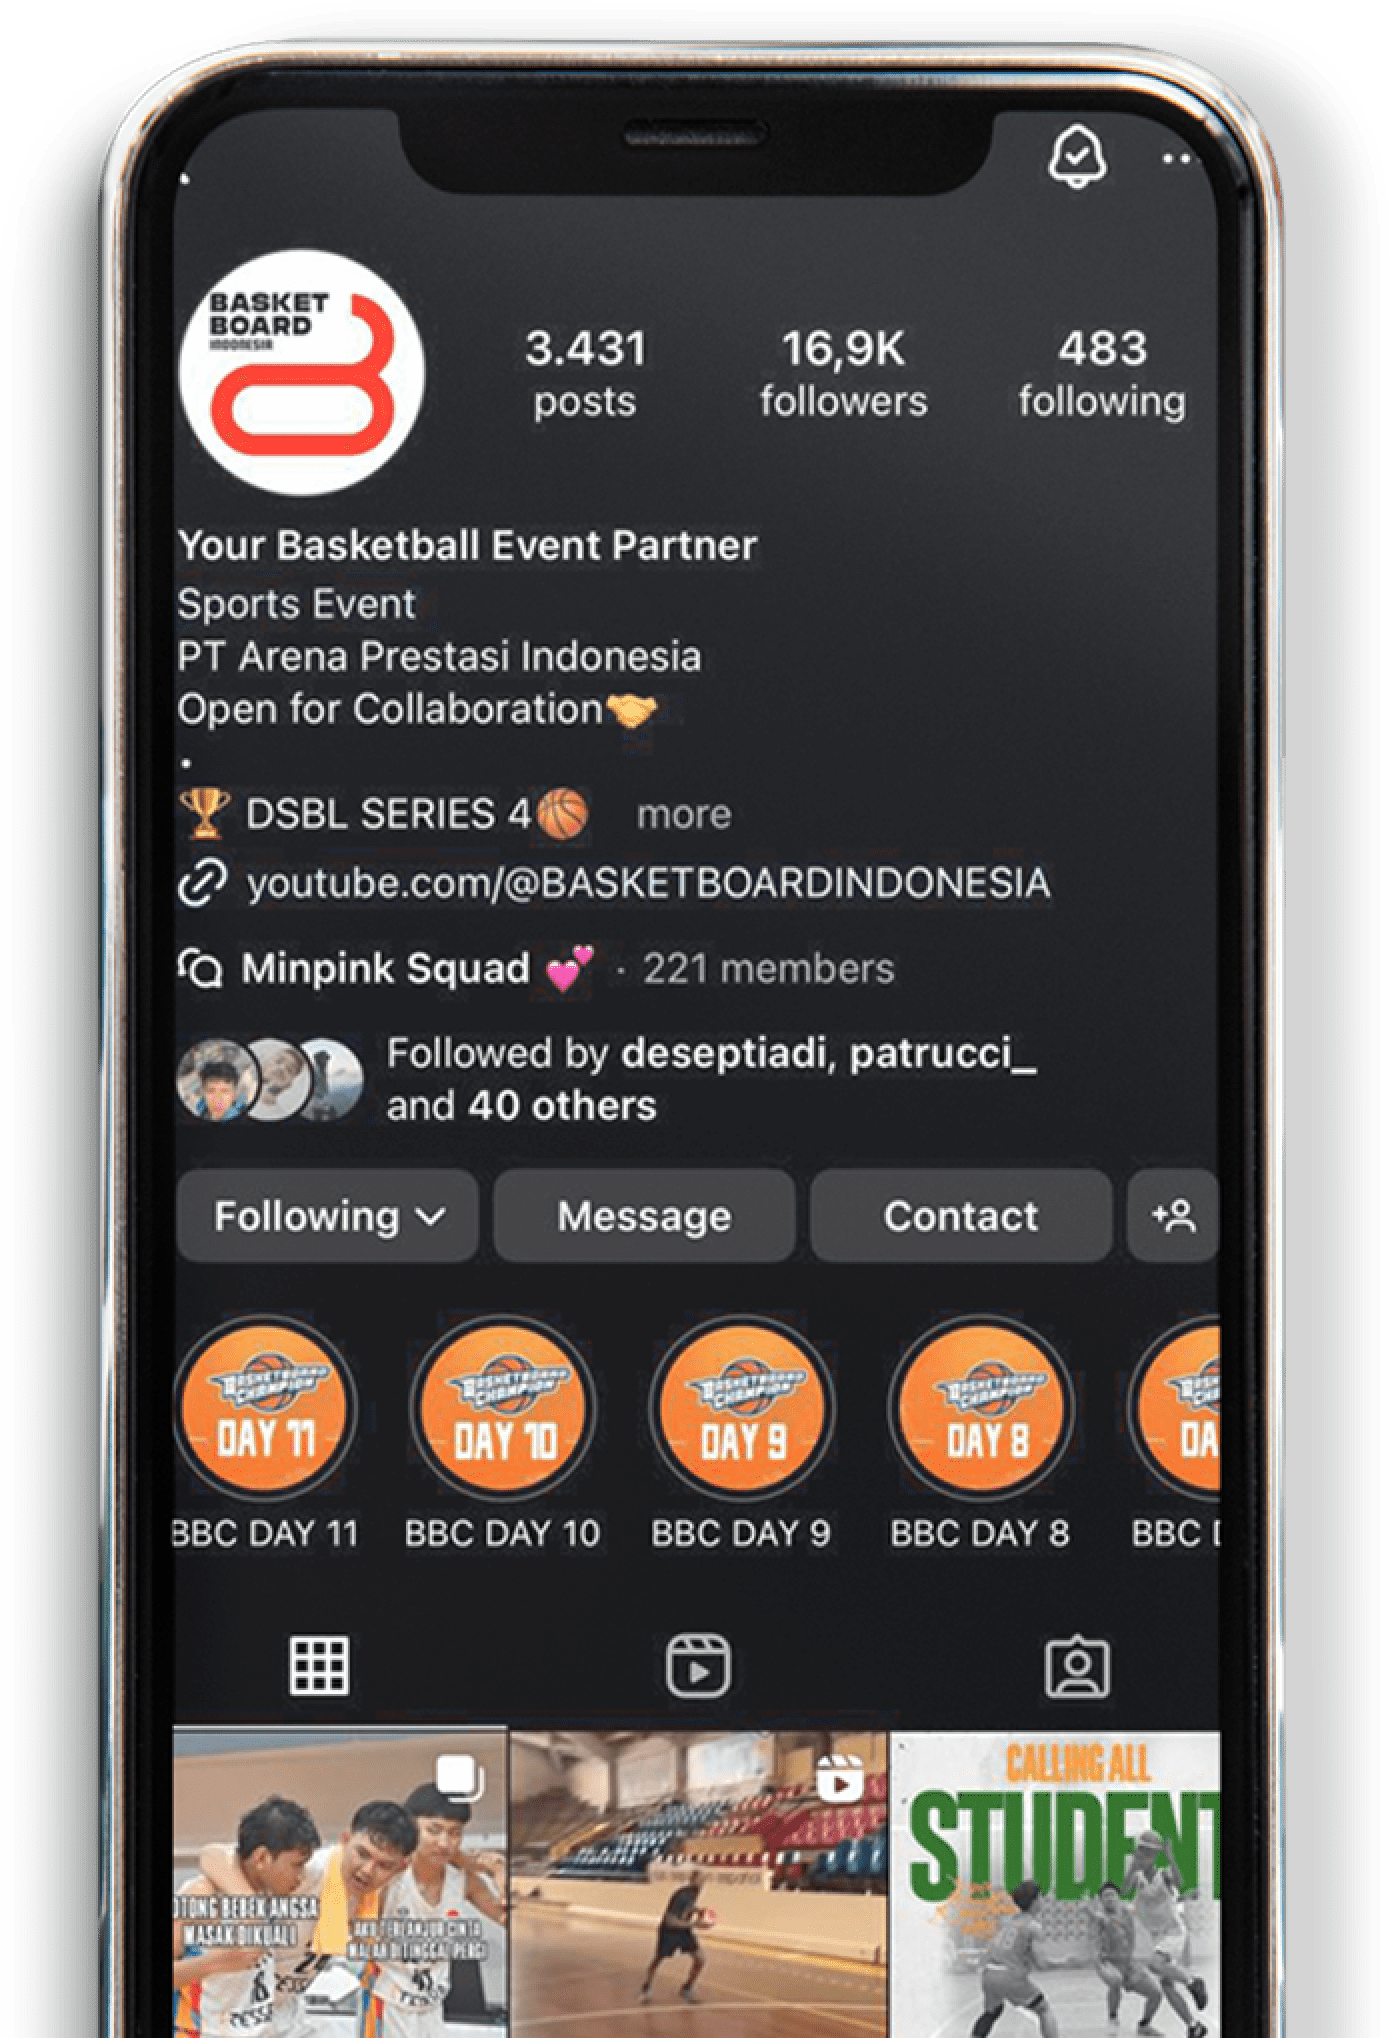 BASKET
BOARD
INDONESIA
3.431
posts
16,9K
followers
483
following
Your Basketball Event Partner
Sports Event
PT Arena Prestasi Indonesia
Open for Collaboration🤝
.
🏆 DSBL SERIES 4🏀 more
youtube.com/@BASKETBOARDINDONESIA
Minpink Squad 💕 · 221 members
Followed by deseptiadi, patrucci_
and 40 others
Following
Message
Contact
BASKETBOARD
CHAMPION
DAY 11
BASKETBOARD
CHAMPION
DAY 10
BASKETBOARD
CHAMPION
DAY 9
BASKETBOARD
CHAMPION
DAY 8
DA
BBC DAY 11
BBC DAY 10
BBC DAY 9
BBC DAY 8
BBC D
OTONG BEBEK ANGSA
MASAK DIKUALI
AKU TERLANJUR CINTA
MALAH DITINGGAL PERGI
CALLING ALL
STUDENT